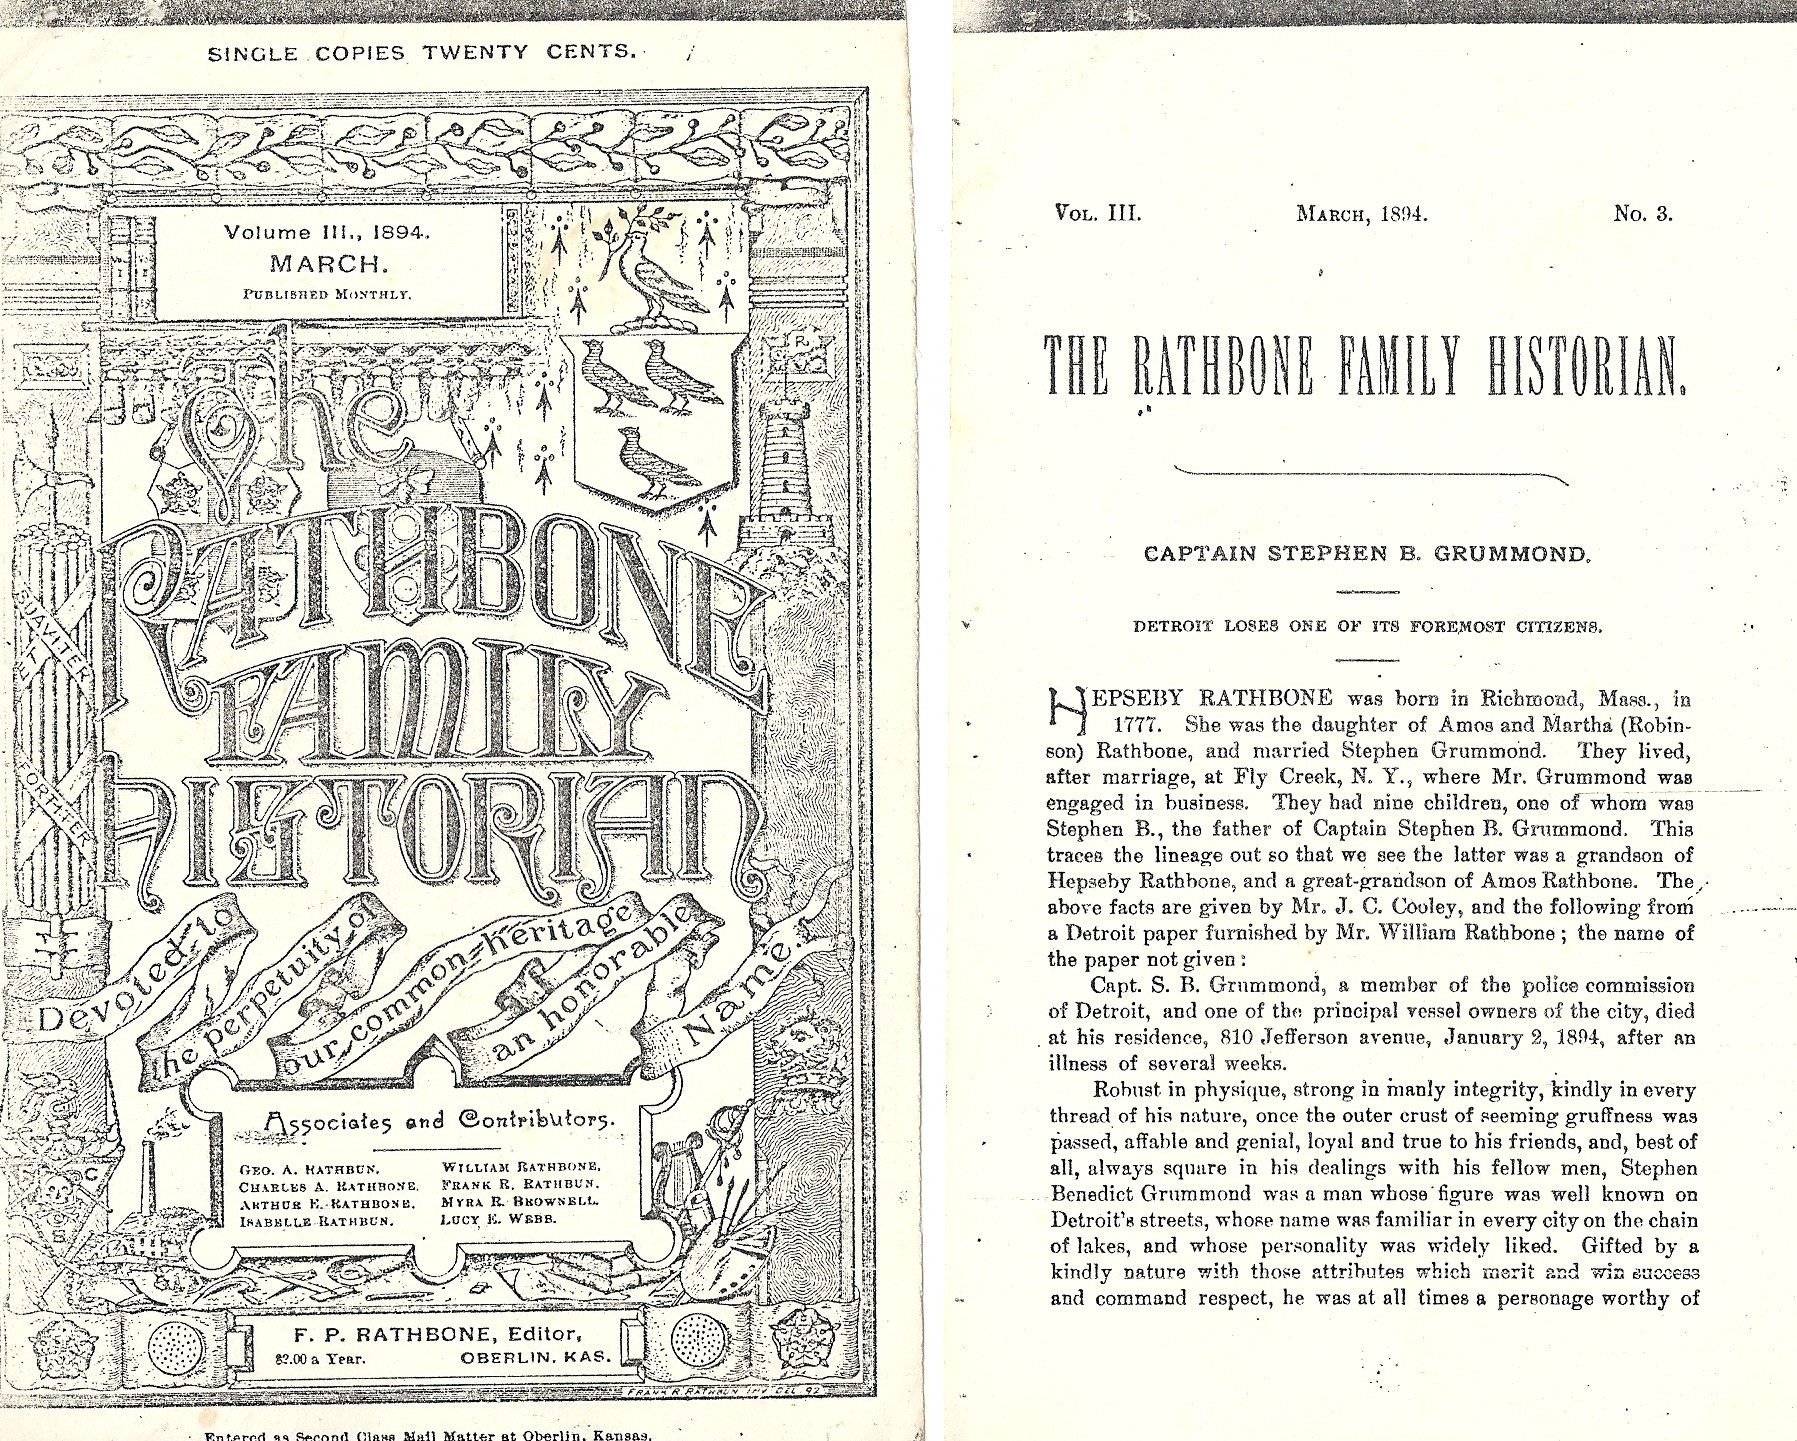 SINGLE COPIES TWENTY CENTS.
Volume III., 1894.
MARCH.
PUBLISHED MONTHLY.
R
The
RATHBONE
FAMILY
HISTORIAN
SUAVITER
ET
FORTITER
Devoted to
the perpetuity of
our common heritage
an honorable
Name.
Associates and Contributors.
GEO. A. RATHBUN. WILLIAM RATHBONE.
CHARLES A. RATHBONE. FRANK R. RATHBUN.
ARTHUR E. RATHBONE. MYRA R. BROWNELL.
ISABELLE RATHBUN. LUCY E. WEBB.
C
F. P. RATHBONE, Editor,
$2.00 a Year. OBERLIN, KAS.
FRANK R RATHBUN INV DEL 92
Entered as Second Class Mail Matter at Oberlin, Kansas.
VOL. III. MARCH, 1894. No. 3.
THE RATHBONE FAMILY HISTORIAN.
CAPTAIN STEPHEN B. GRUMMOND.
DETROIT LOSES ONE OF ITS FOREMOST CITIZENS.
HEPSEBY RATHBONE was born in Richmond, Mass., in
1777. She was the daughter of Amos and Martha (Robin-
son) Rathbone, and married Stephen Grummond. They lived,
after marriage, at Fly Creek, N. Y., where Mr. Grummond was
engaged in business. They had nine children, one of whom was
Stephen B., the father of Captain Stephen B. Grummond. This
traces the lineage out so that we see the latter was a grandson of
Hepseby Rathbone, and a great-grandson of Amos Rathbone. The
above facts are given by Mr. J. C. Cooley, and the following from
a Detroit paper furnished by Mr. William Rathbone; the name of
the paper not given:
Capt. S. B. Grummond, a member of the police commission
of Detroit, and one of the principal vessel owners of the city, died
at his residence, 810 Jefferson avenue, January 2, 1894, after an
illness of several weeks.
Robust in physique, strong in manly integrity, kindly in every
thread of his nature, once the outer crust of seeming gruffness was
passed, affable and genial, loyal and true to his friends, and, best of
all, always square in his dealings with his fellow men, Stephen
Benedict Grummond was a man whose figure was well known on
Detroit's streets, whose name was familiar in every city on the chain
of lakes, and whose personality was widely liked. Gifted by a
kindly nature with those attributes which merit and win success
and command respect, he was at all times a personage worthy of